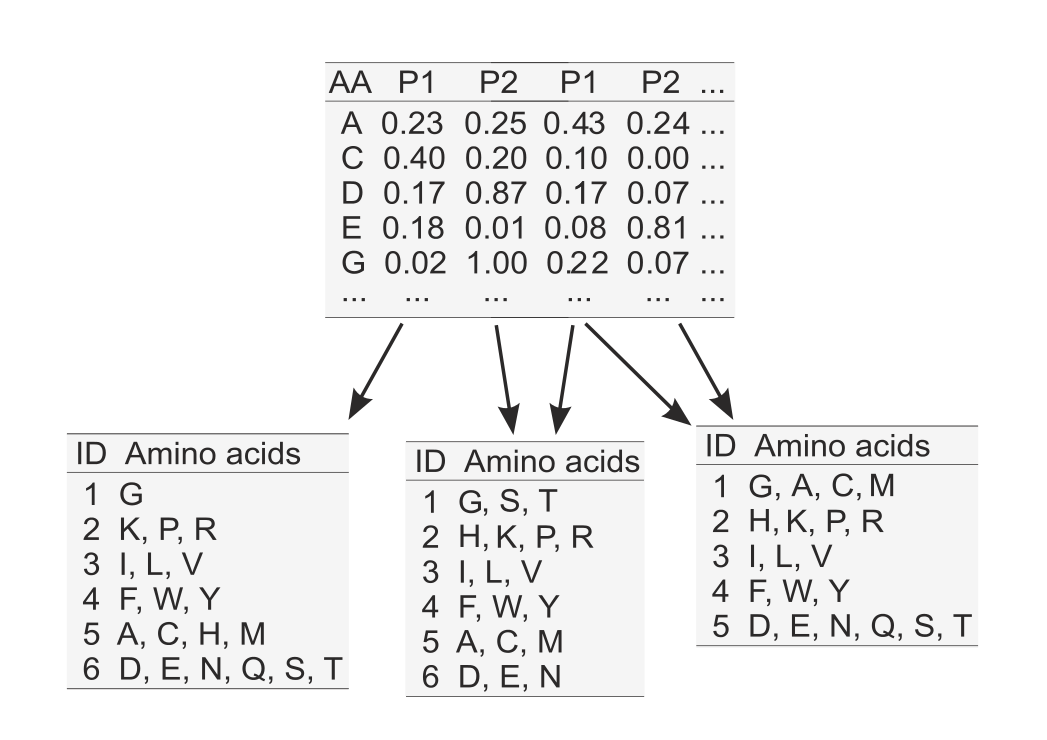 AA P1 P2 P1 P2 ...
A 0.23 0.25 0.43 0.24 ...
C 0.40 0.20 0.10 0.00 ...
D 0.17 0.87 0.17 0.07 ...
E 0.18 0.01 0.08 0.81 ...
G 0.02 1.00 0.22 0.07 ...
... ... ... ... ... ...
ID Amino acids
1 G
2 K, P, R
3 I, L, V
4 F, W, Y
5 A, C, H, M
6 D, E, N, Q, S, T
ID Amino acids
1 G, S, T
2 H, K, P, R
3 I, L, V
4 F, W, Y
5 A, C, M
6 D, E, N
ID Amino acids
1 G, A, C, M
2 H, K, P, R
3 I, L, V
4 F, W, Y
5 D, E, N, Q, S, T